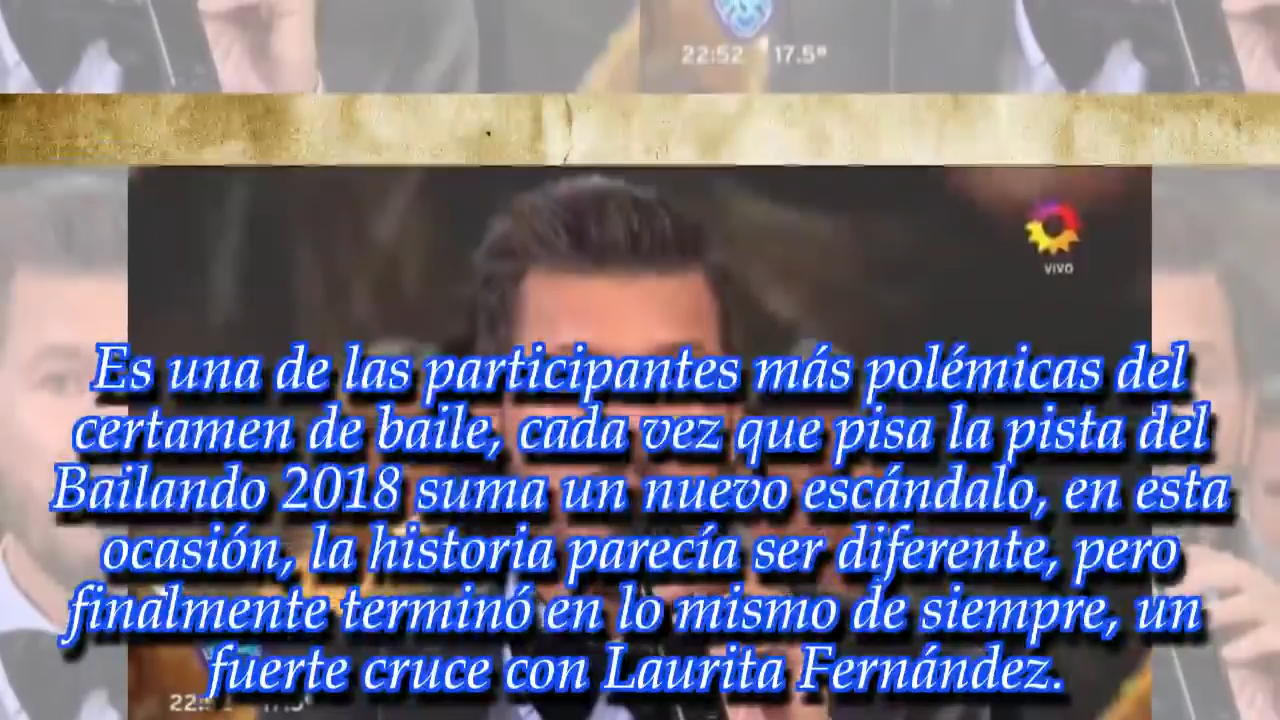 22:52 17.5°
VIVO
Es una de las participantes más polémicas del
certamen de baile, cada vez que pisa la pista del
Bailando 2018 suma un nuevo escándalo, en esta
ocasión, la historia parecía ser diferente, pero
finalmente terminó en lo mismo de siempre, un
fuerte cruce con Laurita Fernández.